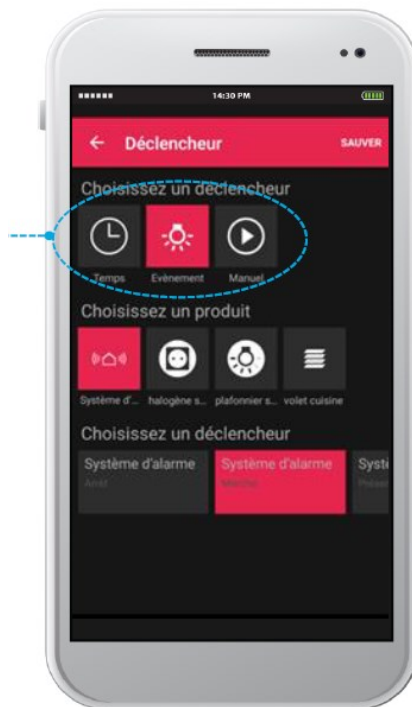 14:30 PM
← Déclencheur SAUVER
Choisissez un déclencheur
Temps Evènement Manuel
Choisissez un produit
Système d'... halogène s... plafonnier s... volet cuisine
Choisissez un déclencheur
Système d'alarme Système d'alarme Systè
Arrêt Marche